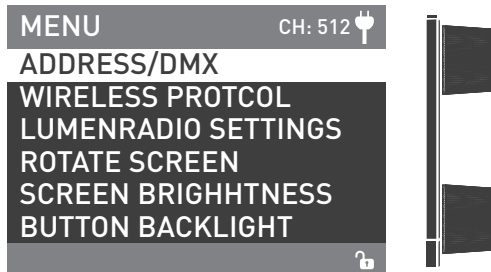 MENU CH: 512
ADDRESS/DMX
WIRELESS PROTCOL
LUMENRADIO SETTINGS
ROTATE SCREEN
SCREEN BRIGHHTNESS
BUTTON BACKLIGHT